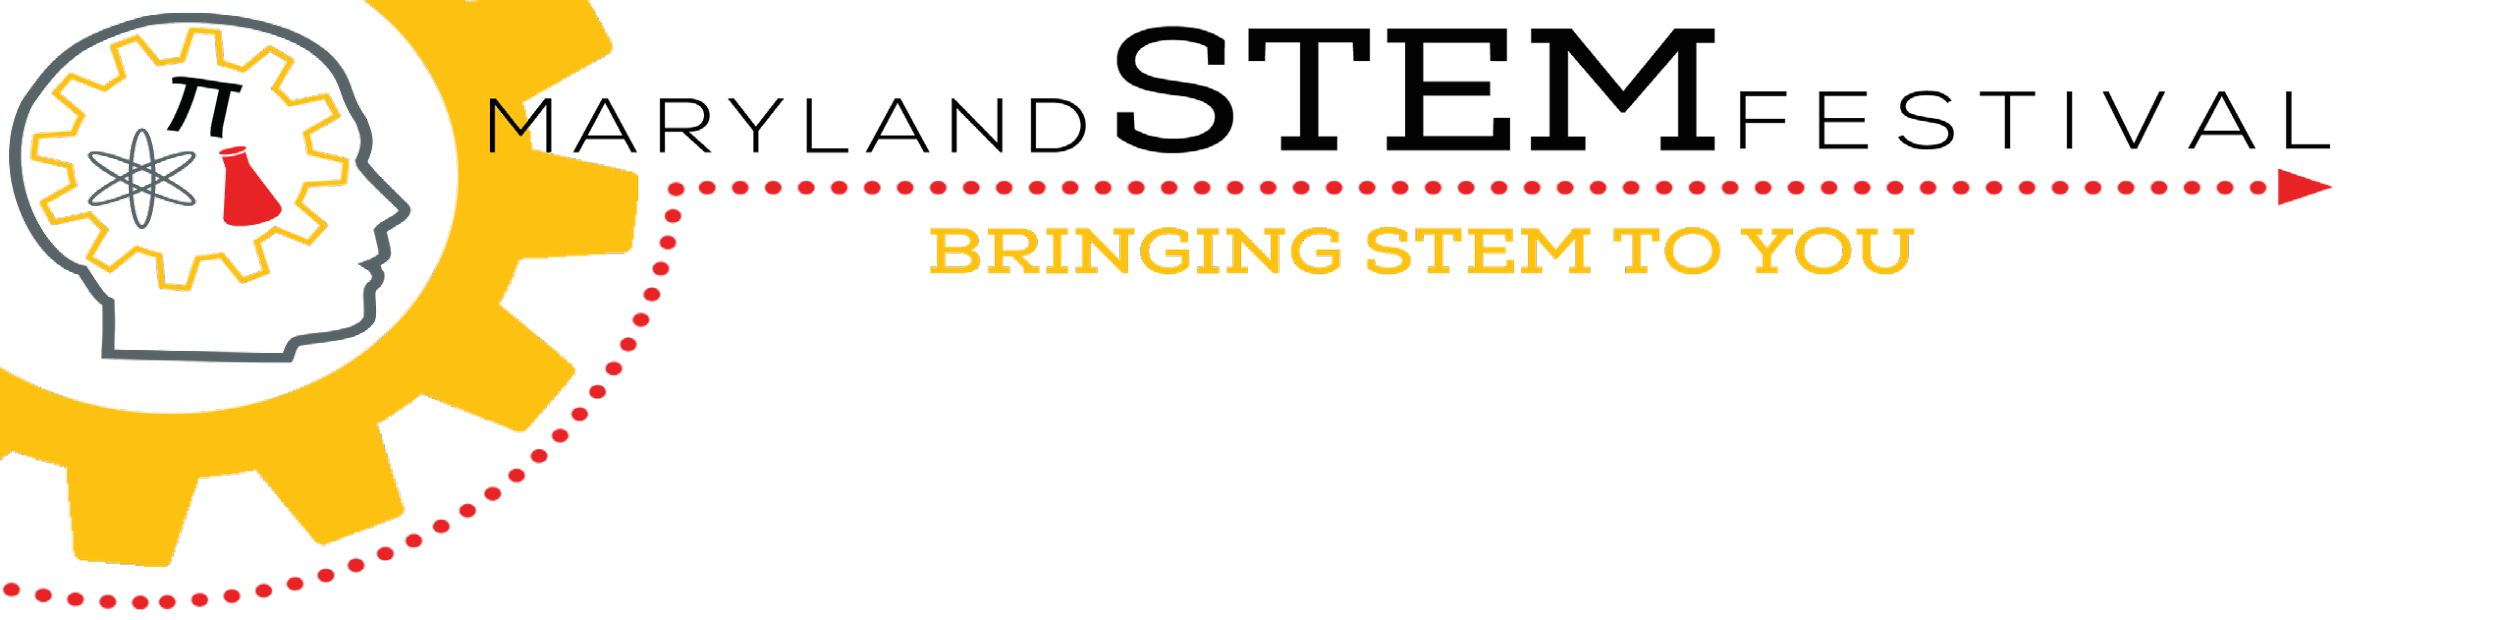 π
MARYLAND STEM FESTIVAL
BRINGING STEM TO YOU